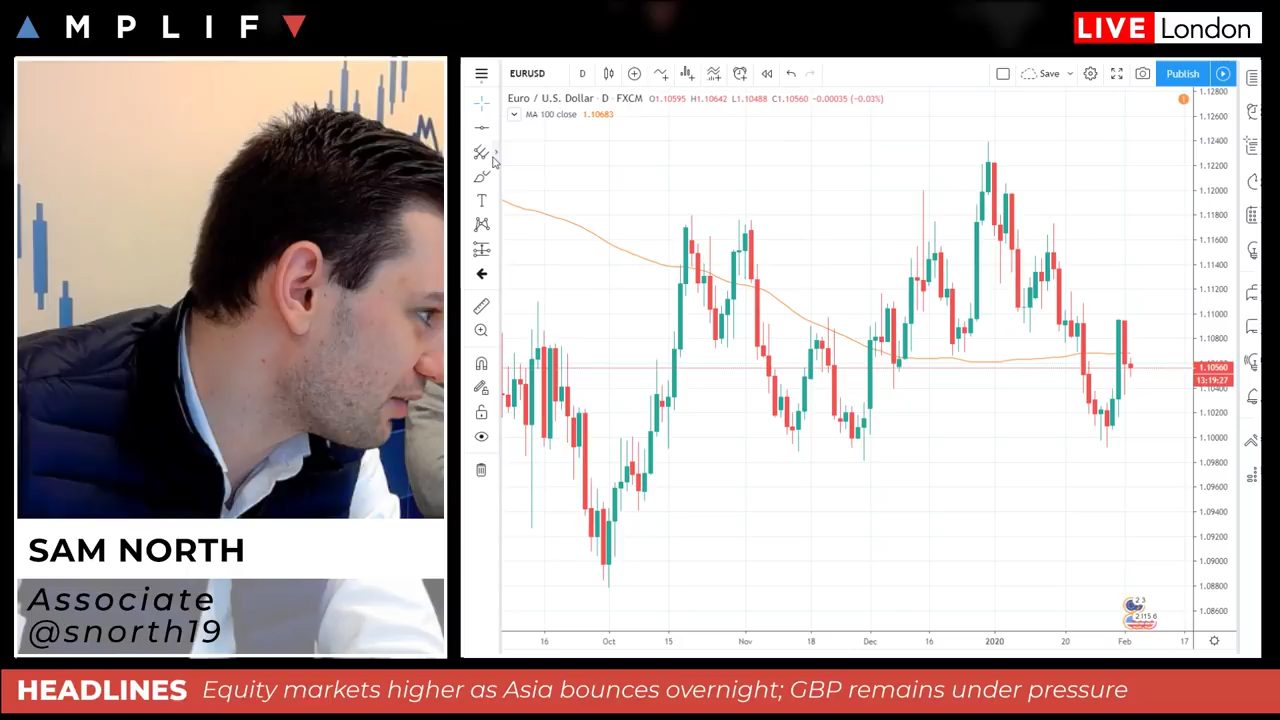 AMPLIFY
LIVE London
EURUSD
D
Save
Publish
Euro / U.S. Dollar · D · FXCM O1.10595 H1.10642 L1.10488 C1.10560 −0.00035 (−0.03%)
MA 100 close 1.10683
1.12800
1.12600
1.12400
1.12200
1.12000
1.11800
1.11600
1.11400
1.11200
1.11000
1.10800
1.10560
13:19:27
1.10200
1.10000
1.09800
1.09600
1.09400
1.09200
1.09000
1.08800
1.08600
16 Oct 15 Nov 18 Dec 16 2020 20 Feb 17
SAM NORTH
Associate
@snorth19
HEADLINES Equity markets higher as Asia bounces overnight; GBP remains under pressure